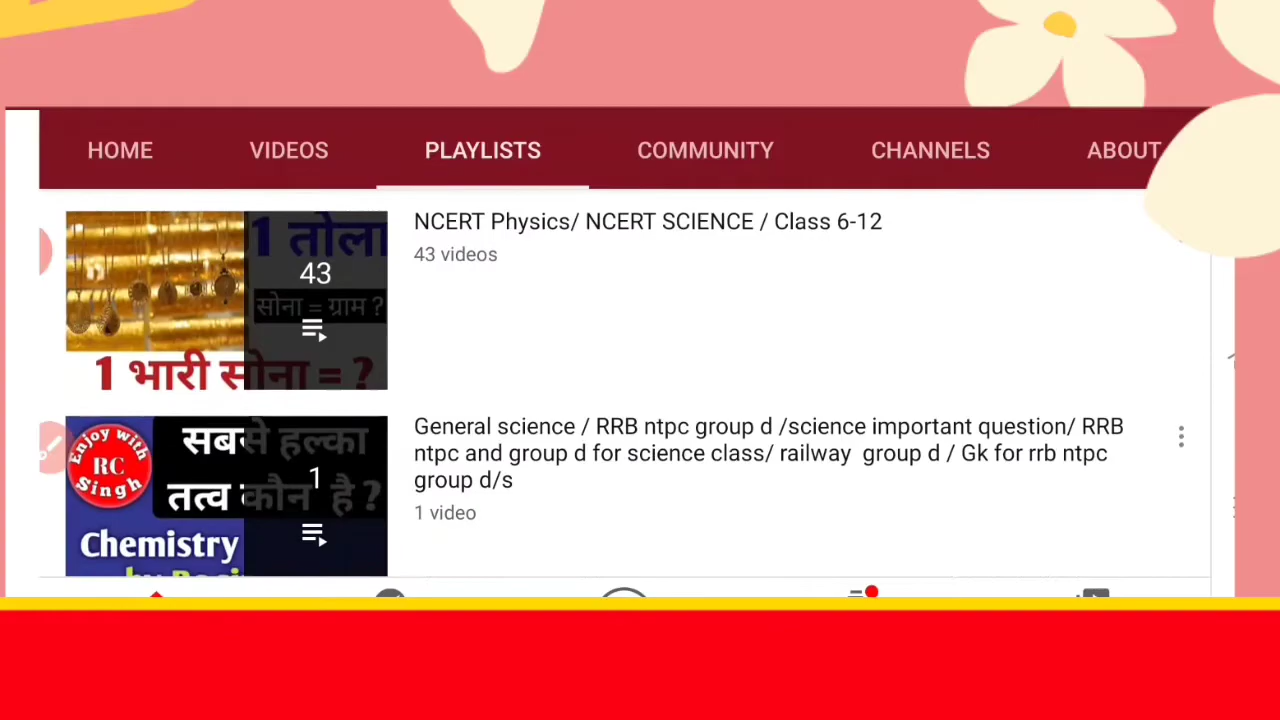 HOME VIDEOS PLAYLISTS COMMUNITY CHANNELS ABOUT
1 तोला
43
सोना = ग्राम ?
1 भारी सोना = ?
NCERT Physics/ NCERT SCIENCE / Class 6-12
43 videos
Enjoy with
RC
Singh
सबसे हल्का
1
तत्व कौन है ?
Chemistry
General science / RRB ntpc group d /science important question/ RRB
ntpc and group d for science class/ railway group d / Gk for rrb ntpc
group d/s
1 video